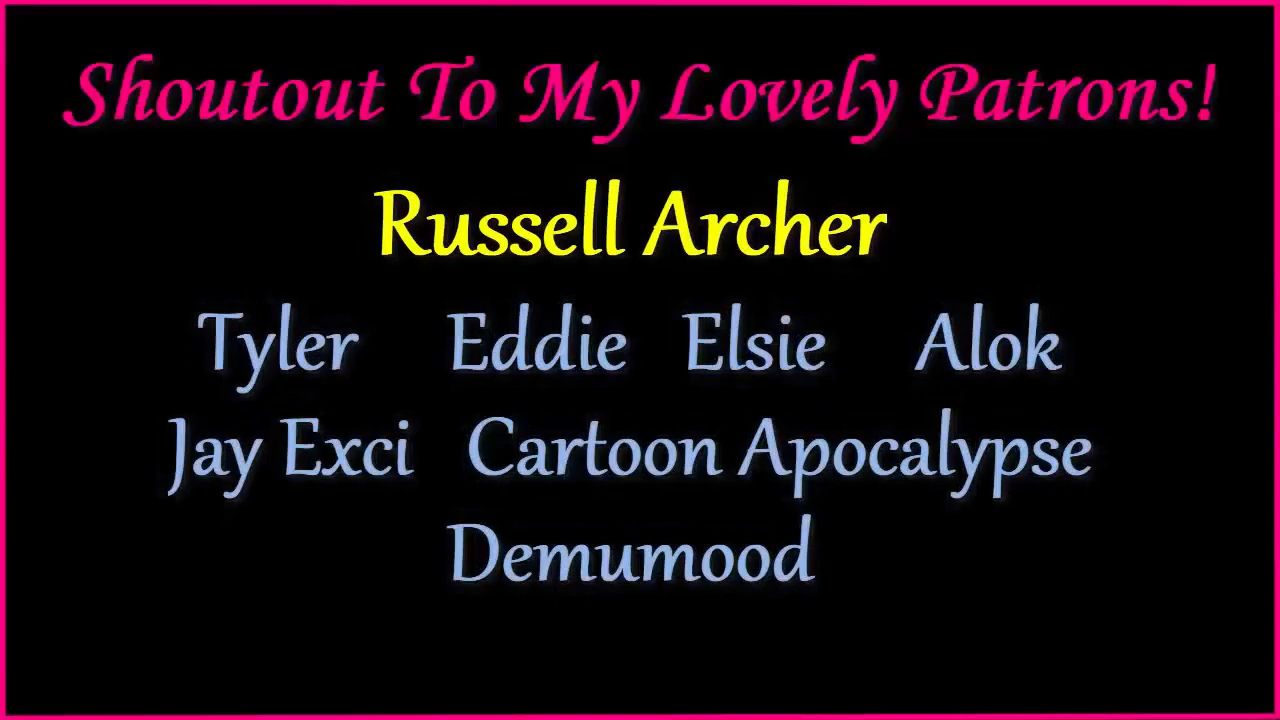 Shoutout To My Lovely Patrons!
Russell Archer
Tyler Eddie Elsie Alok
Jay Exci Cartoon Apocalypse
Demumood